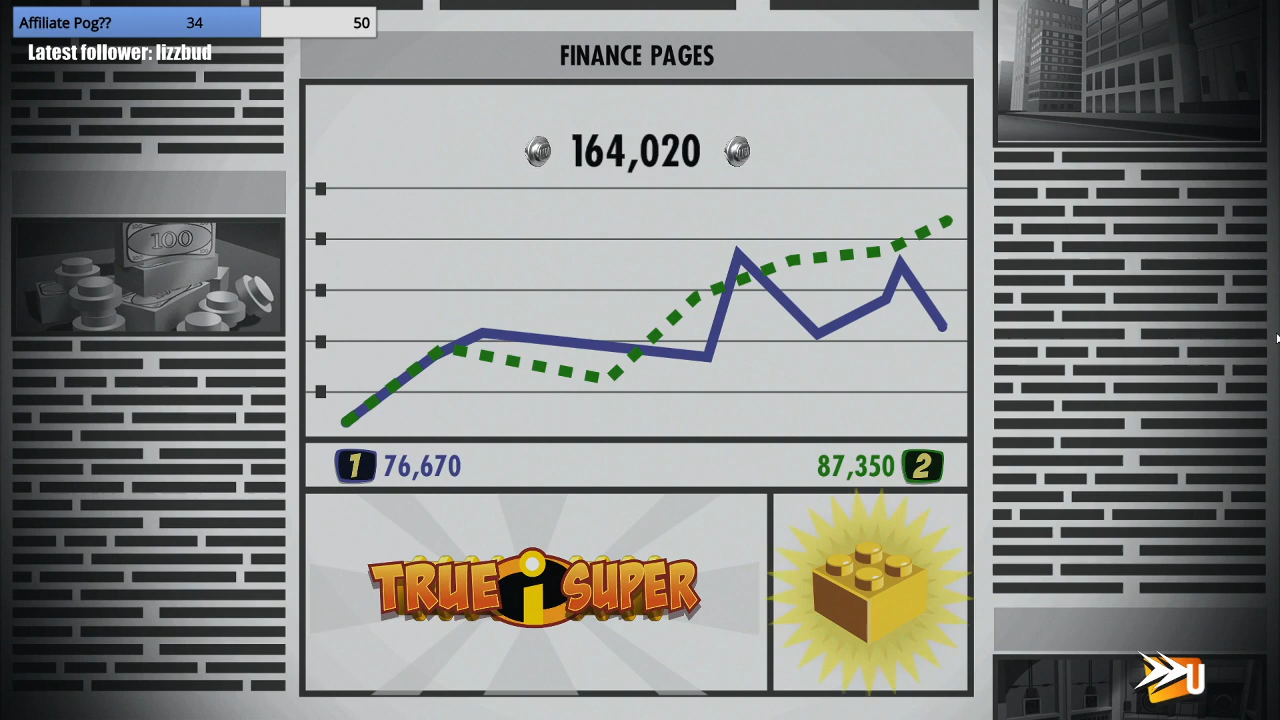 Affiliate Pog?? 34 50
Latest follower: lizzbud
FINANCE PAGES
164,020
100
1 76,670
87,350 2
TRUE i SUPER
U